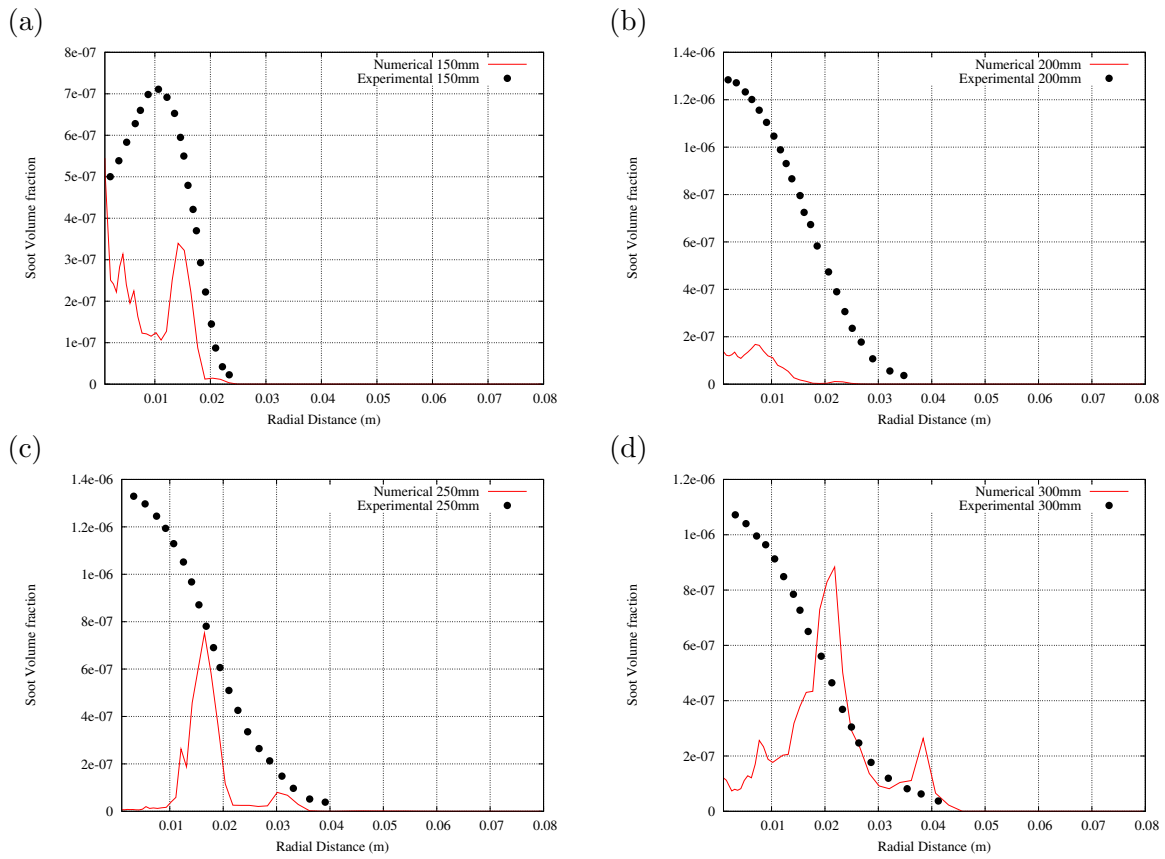 (a)
Soot Volume fraction
8e-07
7e-07
6e-07
5e-07
4e-07
3e-07
2e-07
1e-07
0
Numerical 150mm
Experimental 150mm
0.01 0.02 0.03 0.04 0.05 0.06 0.07 0.08
Radial Distance (m)
(b)
Soot Volume fraction
1.4e-06
1.2e-06
1e-06
8e-07
6e-07
4e-07
2e-07
0
Numerical 200mm
Experimental 200mm
0.01 0.02 0.03 0.04 0.05 0.06 0.07 0.08
Radial Distance (m)
(c)
Soot Volume fraction
1.4e-06
1.2e-06
1e-06
8e-07
6e-07
4e-07
2e-07
0
Numerical 250mm
Experimental 250mm
0.01 0.02 0.03 0.04 0.05 0.06 0.07 0.08
Radial Distance (m)
(d)
Soot Volume fraction
1.2e-06
1e-06
8e-07
6e-07
4e-07
2e-07
0
Numerical 300mm
Experimental 300mm
0.01 0.02 0.03 0.04 0.05 0.06 0.07 0.08
Radial Distance (m)